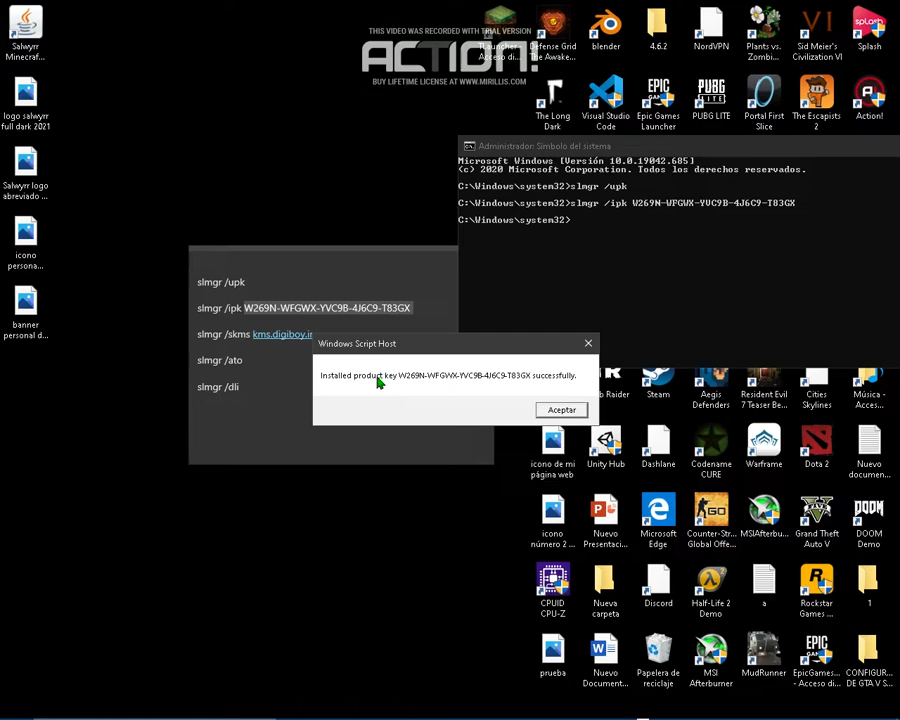 THIS VIDEO WAS RECORDED WITH TRIAL VERSION
ACTION!
BUY LIFETIME LICENSE AT WWW.MIRILLIS.COM
Salwyrr
Minecraf...
TLauncher-
Acceso di...
Defense Grid
The Awake...
blender
4.6.2
NordVPN
Plants vs.
Zombi...
Sid Meier's
Civilization VI
Splash
logo salwyrr
full dark 2021
The Long
Dark
Visual Studio
Code
Epic Games
Launcher
PUBG LITE
Portal First
Slice
The Escapists
2
Action!
Administrador: Símbolo del sistema
Microsoft Windows [Versión 10.0.19042.685]
(c) 2020 Microsoft Corporation. Todos los derechos reservados.
C:\Windows\system32>slmgr /upk
C:\Windows\system32>slmgr /ipk W269N-WFGWX-YVC9B-4J6C9-T83GX
C:\Windows\system32>
Salwyrr logo
abreviado ...
icono
persona...
banner
personal d...
slmgr /upk
slmgr /ipk W269N-WFGWX-YVC9B-4J6C9-T83GX
slmgr /skms kms.digiboy.ir
slmgr /ato
slmgr /dli
Windows Script Host
Installed product key W269N-WFGWX-YVC9B-4J6C9-T83GX successfully.
Aceptar
Raider
Steam
Aegis
Defenders
Resident Evil
7 Teaser Be...
Cities
Skylines
Música -
Acces...
icono de mi
página web
Unity Hub
Dashlane
Codename
CURE
Warframe
Dota 2
Nuevo
documen...
icono
número 2 ...
Nuevo
Presentaci...
Microsoft
Edge
Counter-Str...
Global Offe...
MSIAfterbu...
Grand Theft
Auto V
DOOM
Demo
CPUID
CPU-Z
Nueva
carpeta
Discord
Half-Life 2
Demo
a
Rockstar
Games ...
1
prueba
Nuevo
Document...
Papelera de
reciclaje
MSI
Afterburner
MudRunner
EpicGames...
- Acceso di...
CONFIGUR...
DE GTA V S...